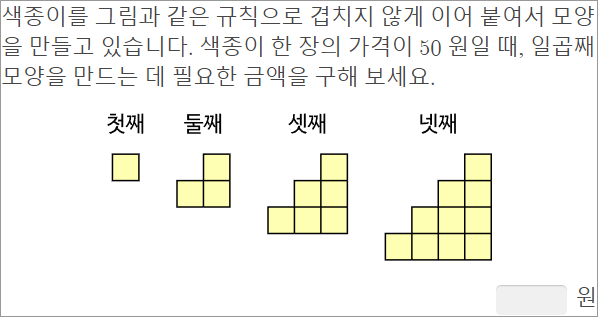 색종이를 그림과 같은 규칙으로 겹치지 않게 이어 붙여서 모양
을 만들고 있습니다. 색종이 한 장의 가격이 50 원일 때, 일곱째
모양을 만드는 데 필요한 금액을 구해 보세요.
첫째 둘째 셋째 넷째
원